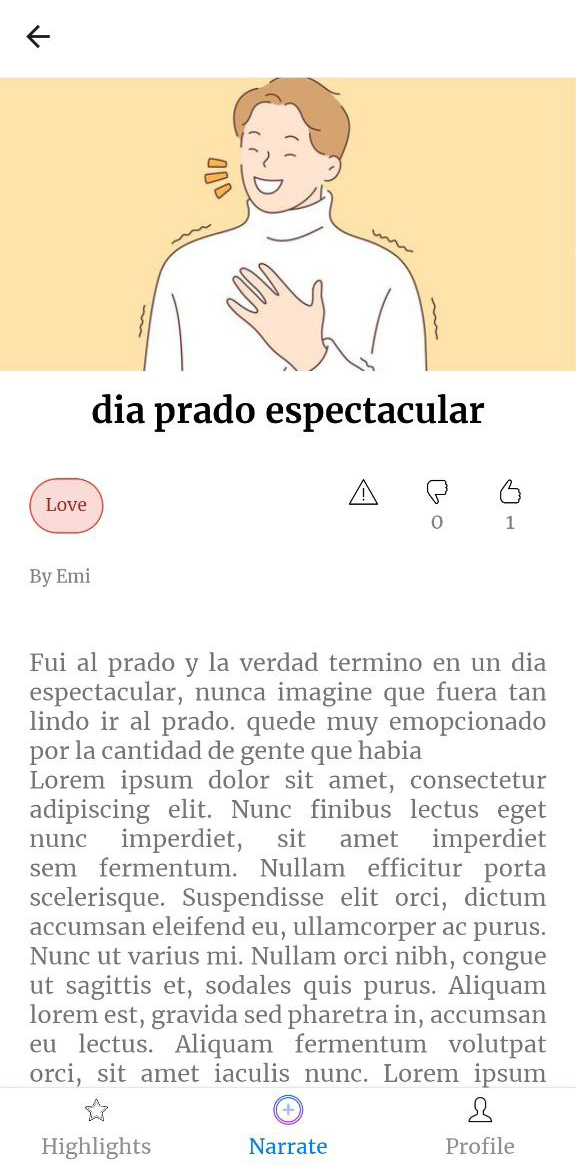 dia prado espectacular
Love
0
1
By Emi
Fui al prado y la verdad termino en un dia
espectacular, nunca imagine que fuera tan
lindo ir al prado. quede muy emopcionado
por la cantidad de gente que habia
Lorem ipsum dolor sit amet, consectetur
adipiscing elit. Nunc finibus lectus eget
nunc imperdiet, sit amet imperdiet
sem fermentum. Nullam efficitur porta
scelerisque. Suspendisse elit orci, dictum
accumsan eleifend eu, ullamcorper ac purus.
Nunc ut varius mi. Nullam orci nibh, congue
ut sagittis et, sodales quis purus. Aliquam
lorem est, gravida sed pharetra in, accumsan
eu lectus. Aliquam fermentum volutpat
orci, sit amet iaculis nunc. Lorem ipsum
Highlights
Narrate
Profile